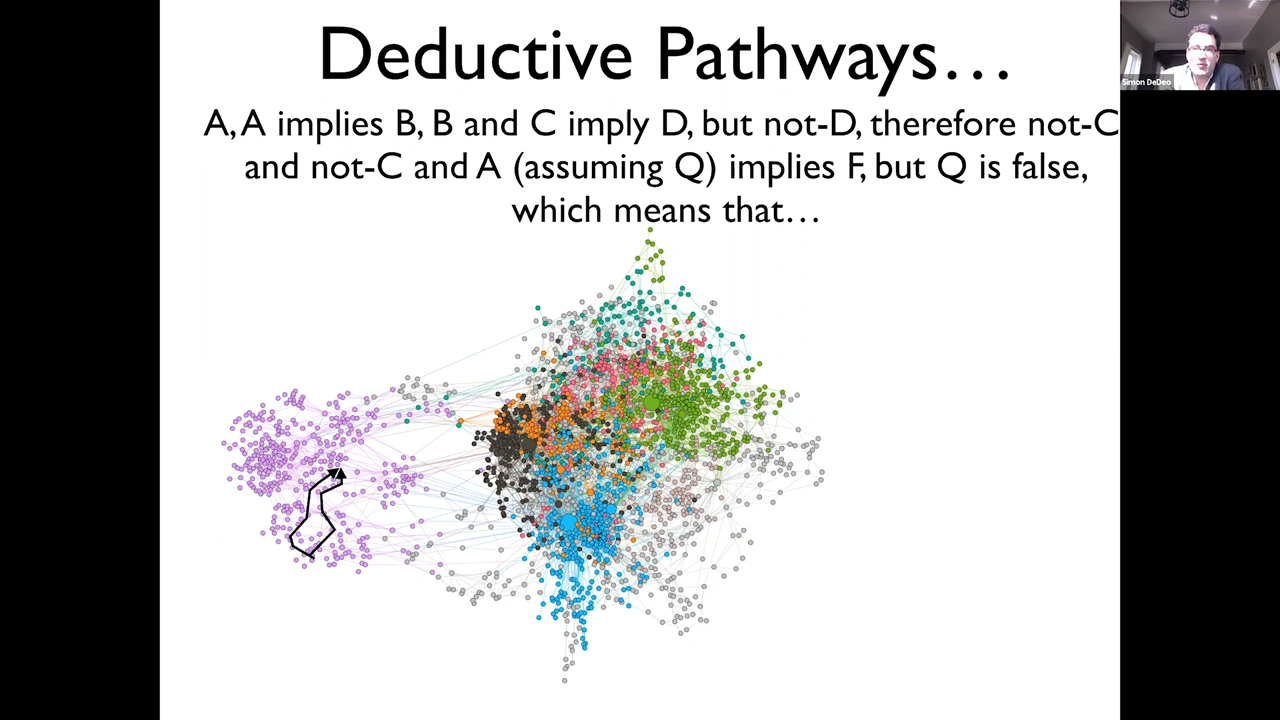 Deductive Pathways…
A, A implies B, B and C imply D, but not-D, therefore not-C
and not-C and A (assuming Q) implies F, but Q is false,
which means that…
Simon DeDeo